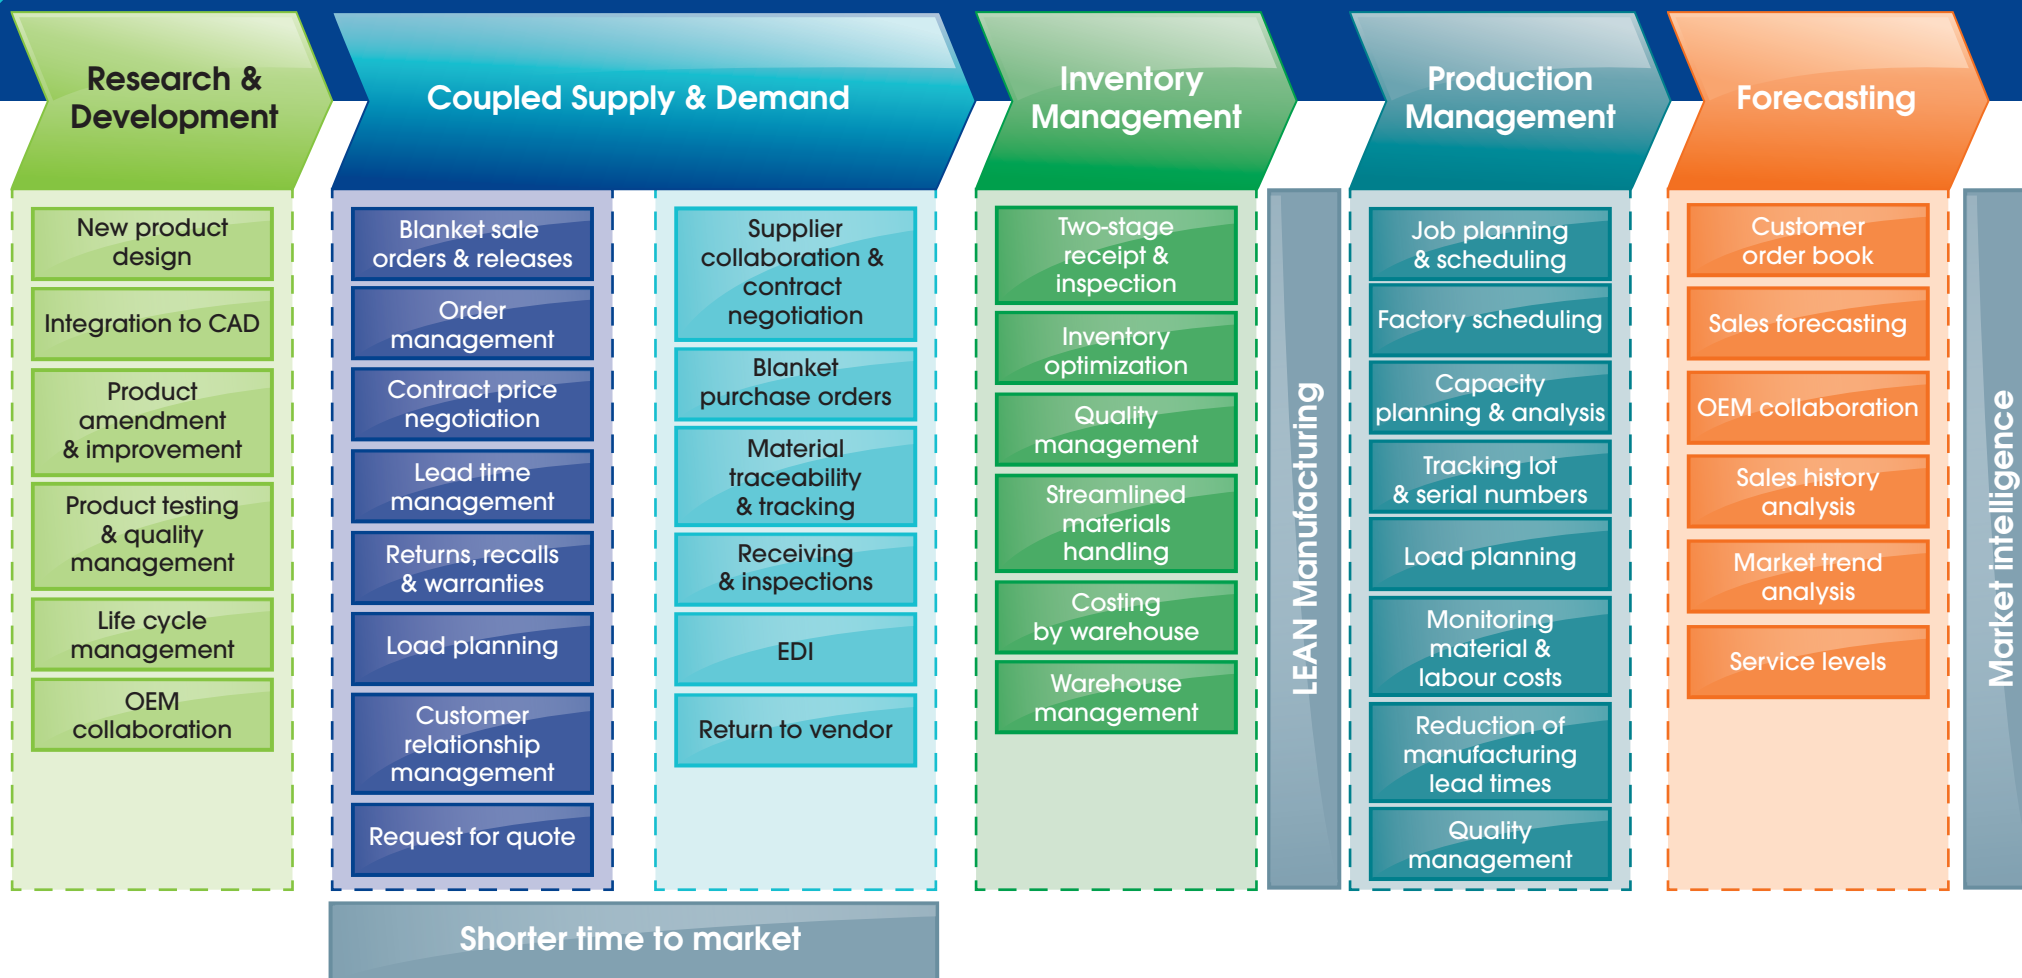 Research &
Development
Coupled Supply & Demand
Inventory
Management
Production
Management
Forecasting
New product
design
Integration to CAD
Product
amendment
& improvement
Product testing
& quality
management
Life cycle
management
OEM
collaboration
Blanket sale
orders & releases
Order
management
Contract price
negotiation
Lead time
management
Returns, recalls
& warranties
Load planning
Customer
relationship
management
Request for quote
Supplier
collaboration &
contract
negotiation
Blanket
purchase orders
Material
traceability
& tracking
Receiving
& inspections
EDI
Return to vendor
Two-stage
receipt &
inspection
Inventory
optimization
Quality
management
Streamlined
materials
handling
Costing
by warehouse
Warehouse
management
LEAN Manufacturing
Job planning
& scheduling
Factory scheduling
Capacity
planning & analysis
Tracking lot
& serial numbers
Load planning
Monitoring
material &
labour costs
Reduction of
manufacturing
lead times
Quality
management
Customer
order book
Sales forecasting
OEM collaboration
Sales history
analysis
Market trend
analysis
Service levels
Market intelligence
Shorter time to market